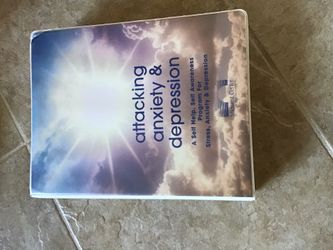 attacking
anxiety &
depression
A Self Help, Self Awareness
Program For
Stress, Anxiety & Depression